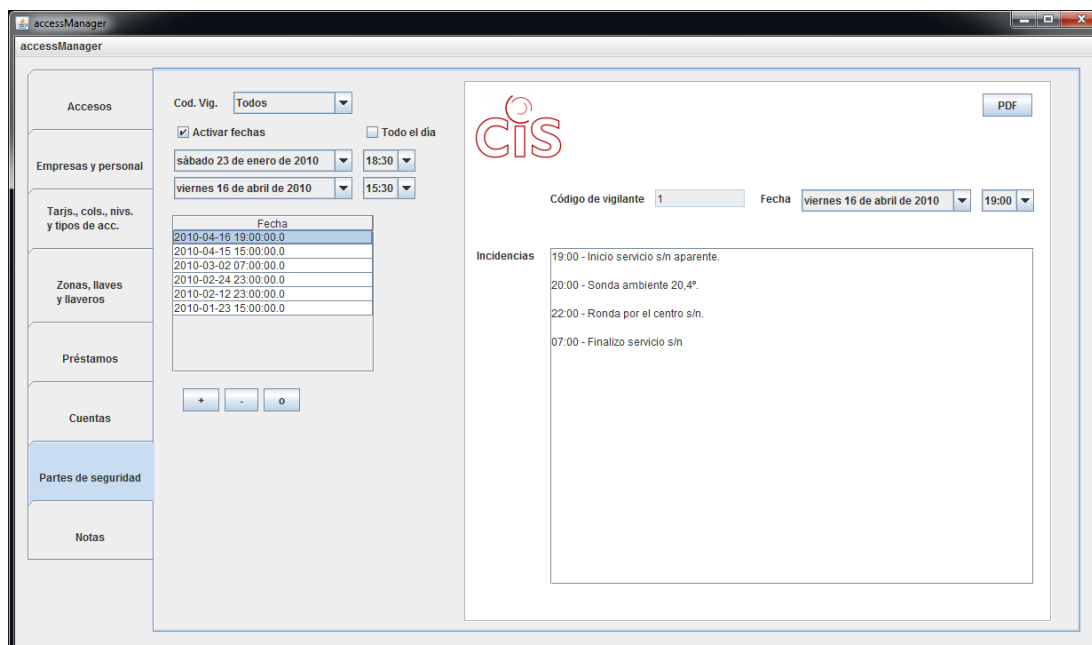 accessManager
accessManager
Accesos
Empresas y personal
Tarjs., cols., nivs.
y tipos de acc.
Zonas, llaves
y llaveros
Préstamos
Cuentas
Partes de seguridad
Notas
Cod. Vig. Todos
Activar fechas Todo el día
sábado 23 de enero de 2010 18:30
viernes 16 de abril de 2010 15:30
Fecha
2010-04-16 19:00:00.0
2010-04-15 15:00:00.0
2010-03-02 07:00:00.0
2010-02-24 23:00:00.0
2010-02-12 23:00:00.0
2010-01-23 15:00:00.0
+ - o
cis
PDF
Código de vigilante 1 Fecha viernes 16 de abril de 2010 19:00
Incidencias
19:00 - Inicio servicio s/n aparente.
20:00 - Sonda ambiente 20,4º.
22:00 - Ronda por el centro s/n.
07:00 - Finalizo servicio s/n